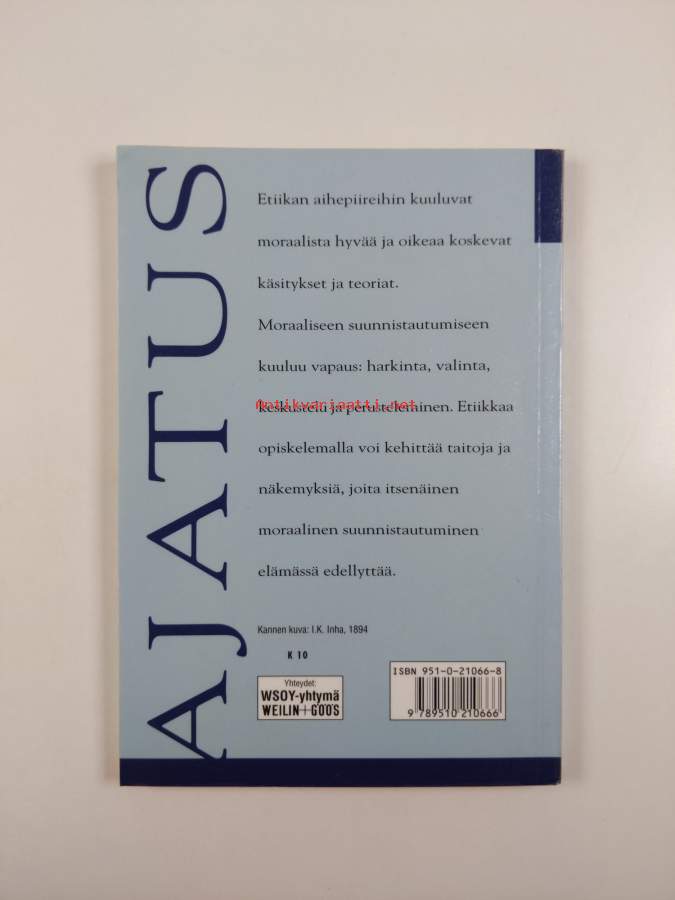 AJATUS
Etiikan aihepiireihin kuuluvat
moraalista hyvää ja oikeaa koskevat
käsitykset ja teoriat.
Moraaliseen suunnistautumiseen
kuuluu vapaus: harkinta, valinta,
Antikvariaatti.net
keskustelu ja perusteleminen. Etiikkaa
opiskelemalla voi kehittää taitoja ja
näkemyksiä, joita itsenäinen
moraalinen suunnistautuminen
elämässä edellyttää.
Kannen kuva: I.K. Inha, 1894
K 10
Yhteydet:
WSOY-yhtymä
WEILIN+GÖÖS
ISBN 951-0-21066-8
9 789510 210666